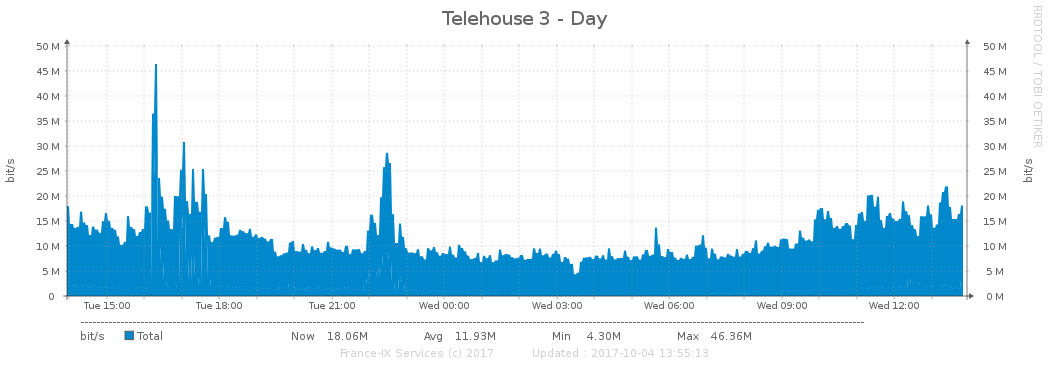 Telehouse 3 - Day
RRDTOOL / TOBI OETIKER
bit/s
50 M 50 M
45 M 45 M
40 M 40 M
35 M 35 M
30 M 30 M
25 M 25 M
20 M 20 M
15 M 15 M
10 M 10 M
5 M 5 M
0 0 M
bit/s
Tue 15:00 Tue 18:00 Tue 21:00 Wed 00:00 Wed 03:00 Wed 06:00 Wed 09:00 Wed 12:00
bit/s Total Now 18.06M Avg 11.93M Min 4.30M Max 46.36M
France-IX Services (c) 2017 Updated : 2017-10-04 13:55:13